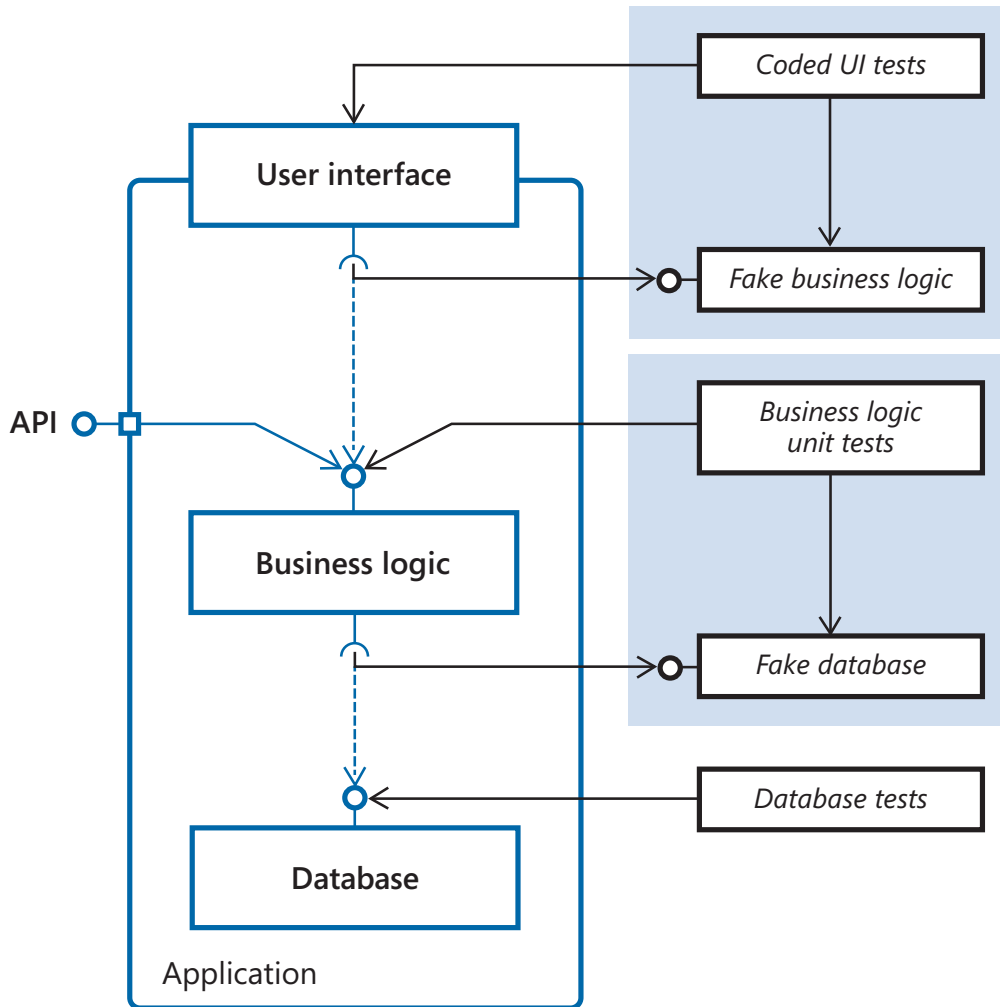 Coded UI tests
User interface
Fake business logic
API
Business logic
unit tests
Business logic
Fake database
Database tests
Database
Application